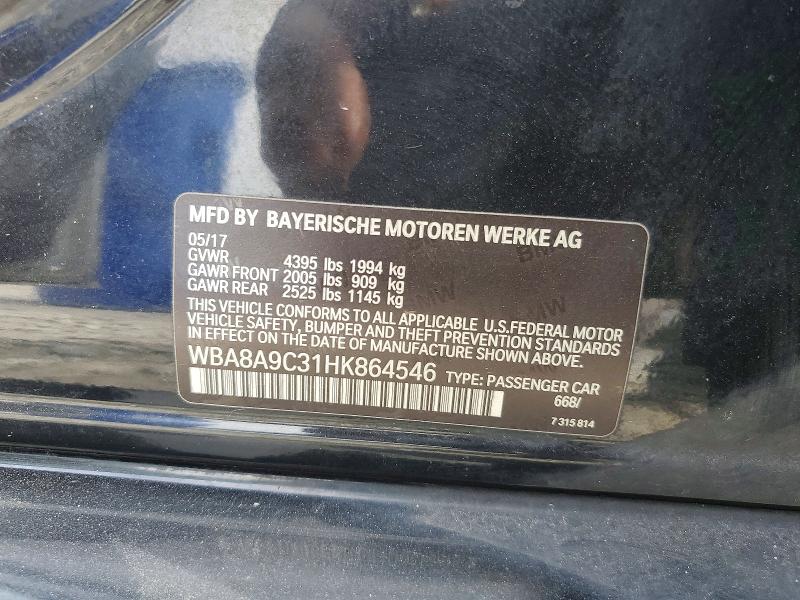 MFD BY BAYERISCHE MOTOREN WERKE AG
05/17
GVWR 4395 lbs 1994 kg
GAWR FRONT 2005 lbs 909 kg
GAWR REAR 2525 lbs 1145 kg
THIS VEHICLE CONFORMS TO ALL APPLICABLE U.S.FEDERAL MOTOR
VEHICLE SAFETY, BUMPER AND THEFT PREVENTION STANDARDS
IN EFFECT ON THE DATE OF MANUFACTURE SHOWN ABOVE.
WBA8A9C31HK864546 TYPE: PASSENGER CAR
668/
7 315 814